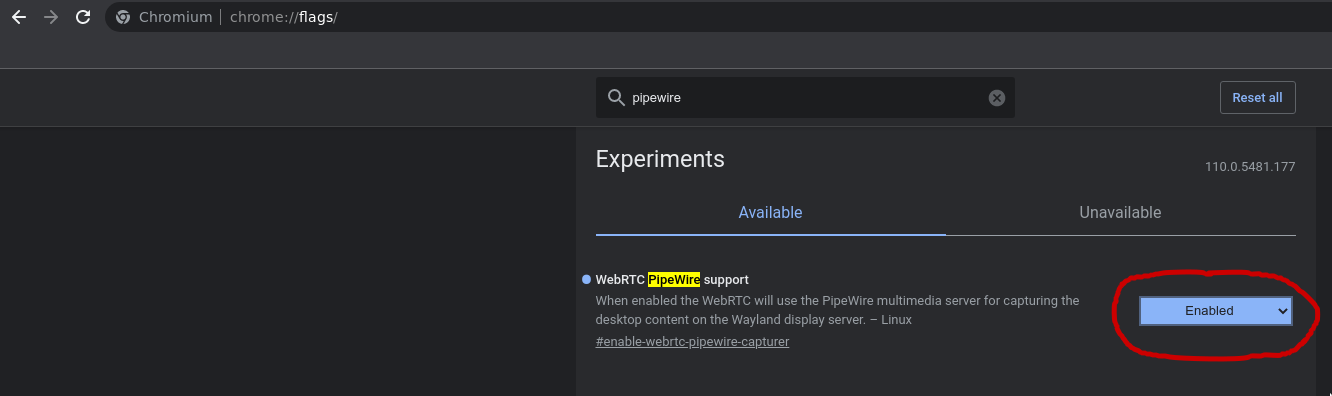 Chromium | chrome://flags/
pipewire
Reset all
Experiments
110.0.5481.177
Available
Unavailable
WebRTC PipeWire support
When enabled the WebRTC will use the PipeWire multimedia server for capturing the
desktop content on the Wayland display server. – Linux
#enable-webrtc-pipewire-capturer
Enabled